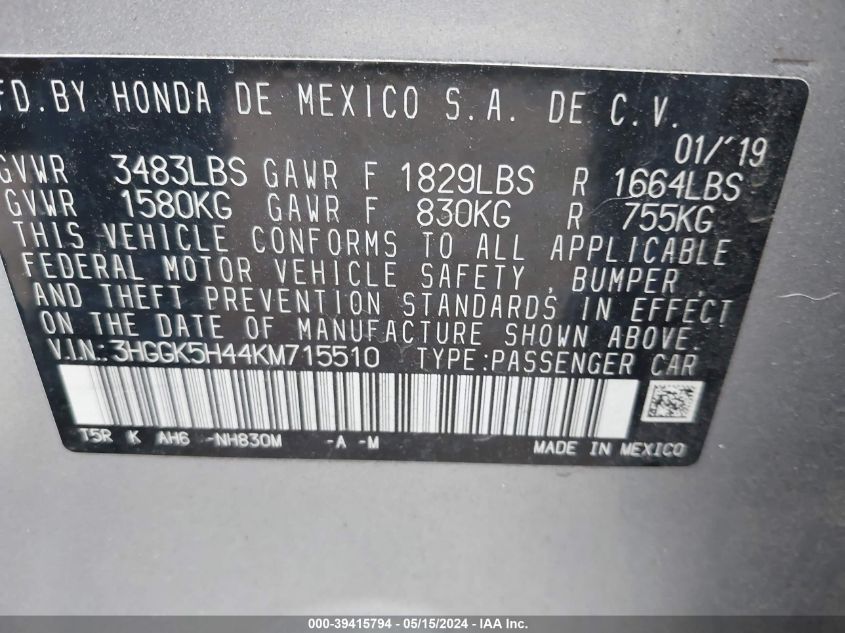 FD. BY HONDA DE MEXICO S.A. DE C.V.
01/'19
GVWR 3483LBS GAWR F 1829LBS R 1664LBS
GVWR 1580KG GAWR F 830KG R 755KG
THIS VEHICLE CONFORMS TO ALL APPLICABLE
FEDERAL MOTOR VEHICLE SAFETY, BUMPER,
AND THEFT PREVENTION STANDARDS IN EFFECT
ON THE DATE OF MANUFACTURE SHOWN ABOVE.
V.I.N.: 3HGGK5H44KM715510 TYPE:PASSENGER CAR
T5R K AH6 -NH830M -A -M
MADE IN MEXICO
000-39415794 - 05/15/2024 - IAA Inc.